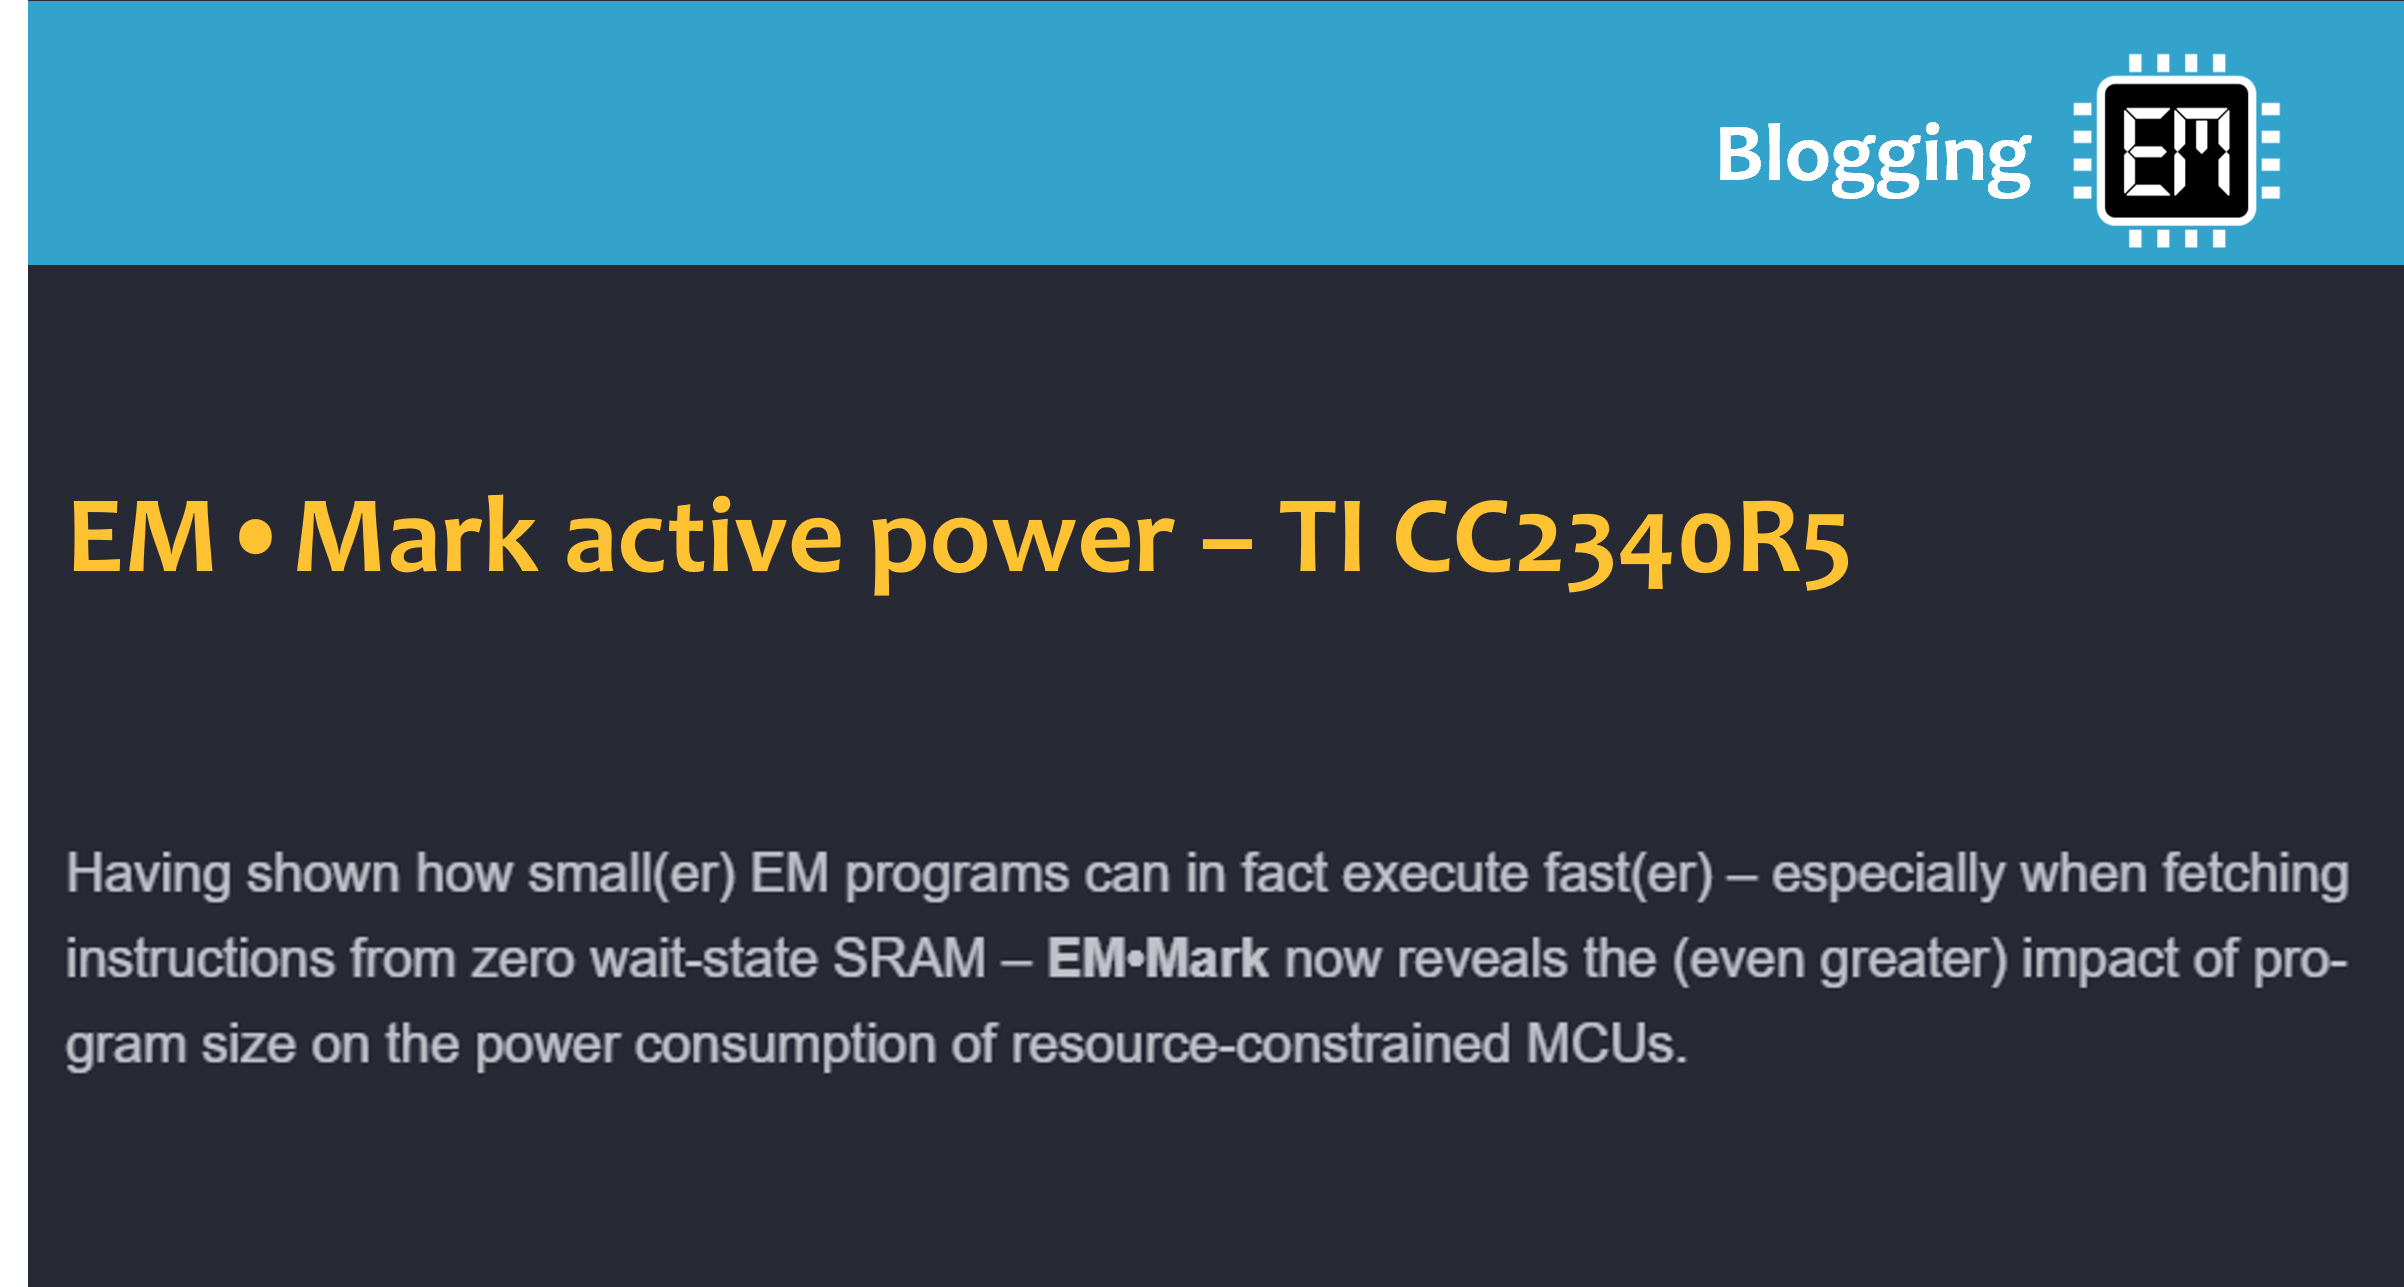 Blogging EM
EM•Mark active power – TI CC2340R5
Having shown how small(er) EM programs can in fact execute fast(er) – especially when fetching
instructions from zero wait-state SRAM – EM•Mark now reveals the (even greater) impact of pro-
gram size on the power consumption of resource-constrained MCUs.